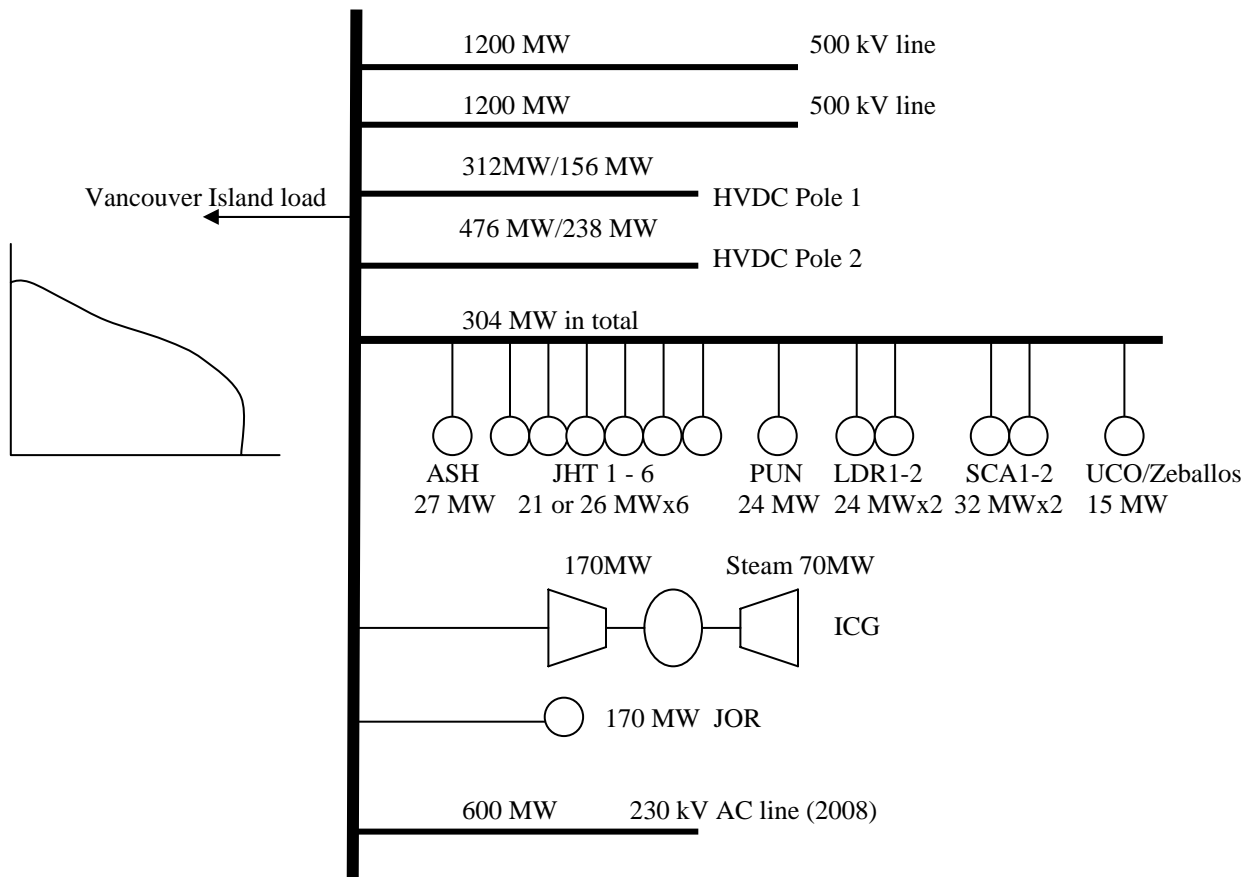 1200 MW 500 kV line
1200 MW 500 kV line
312MW/156 MW
HVDC Pole 1
Vancouver Island load
476 MW/238 MW
HVDC Pole 2
304 MW in total
ASH JHT 1 - 6 PUN LDR1-2 SCA1-2 UCO/Zeballos
27 MW 21 or 26 MWx6 24 MW 24 MWx2 32 MWx2 15 MW
170MW Steam 70MW
ICG
170 MW JOR
600 MW 230 kV AC line (2008)